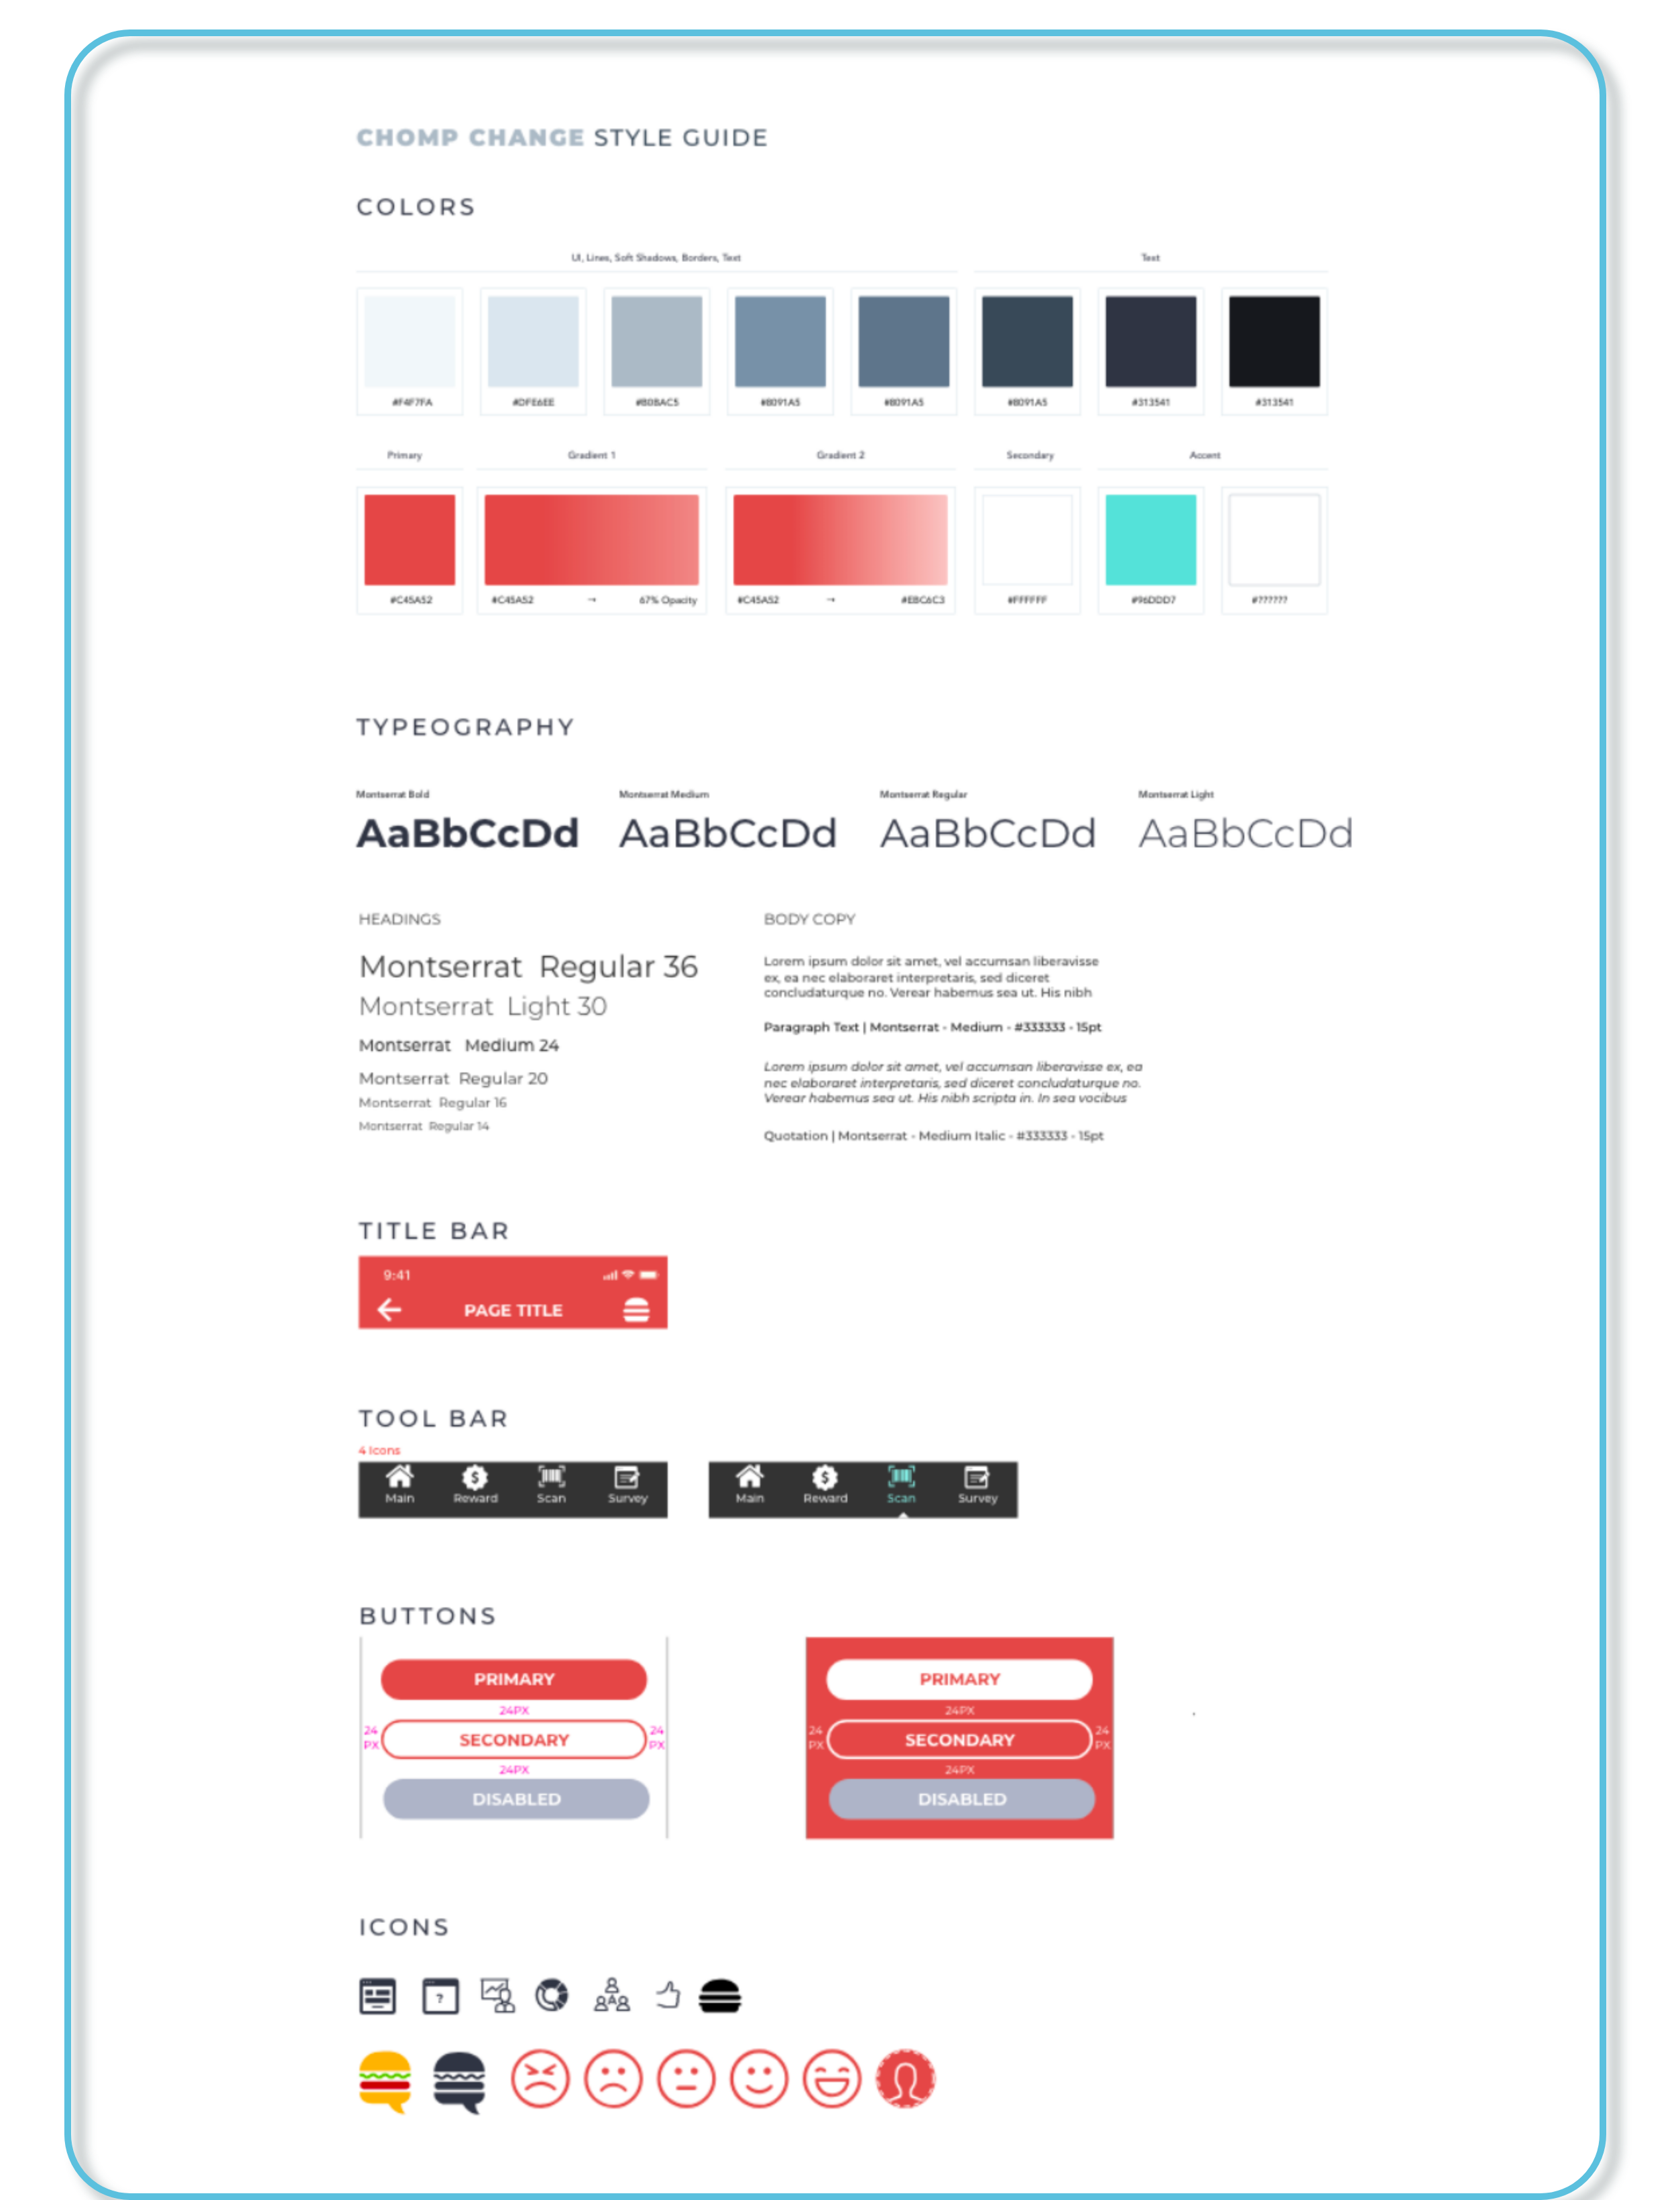 CHOMP CHANGE STYLE GUIDE
COLORS
UI, Lines, Soft Shadows, Borders, Text
Text
#F4F7FA
#DFE6EE
#B0BAC5
#8091A5
#8091A5
#8091A5
#313541
#313541
Primary
Gradient 1
Gradient 2
Secondary
Accent
#C45A52
#C45A52 → 67% Opacity
#C45A52 → #E8C6C3
#FFFFFF
#96DDD7
#??????
TYPEOGRAPHY
Montserrat Bold
Montserrat Medium
Montserrat Regular
Montserrat Light
AaBbCcDd
AaBbCcDd
AaBbCcDd
AaBbCcDd
HEADINGS
Montserrat Regular 36
Montserrat Light 30
Montserrat Medium 24
Montserrat Regular 20
Montserrat Regular 16
Montserrat Regular 14
BODY COPY
Lorem ipsum dolor sit amet, vel accumsan liberavisse
ex, ea nec elaboraret interpretaris, sed diceret
concludaturque no. Verear habemus sea ut. His nibh
Paragraph Text | Montserrat - Medium - #333333 - 15pt
Lorem ipsum dolor sit amet, vel accumsan liberavisse ex, ea
nec elaboraret interpretaris, sed diceret concludaturque no.
Verear habemus sea ut. His nibh scripta in. In sea vocibus
Quotation | Montserrat - Medium Italic - #333333 - 15pt
TITLE BAR
9:41
PAGE TITLE
TOOL BAR
4 Icons
Main
Reward
Scan
Survey
Main
Reward
Scan
Survey
BUTTONS
PRIMARY
24PX
24
PX
SECONDARY
24
PX
24PX
DISABLED
PRIMARY
24PX
24
PX
SECONDARY
24
PX
24PX
DISABLED
ICONS